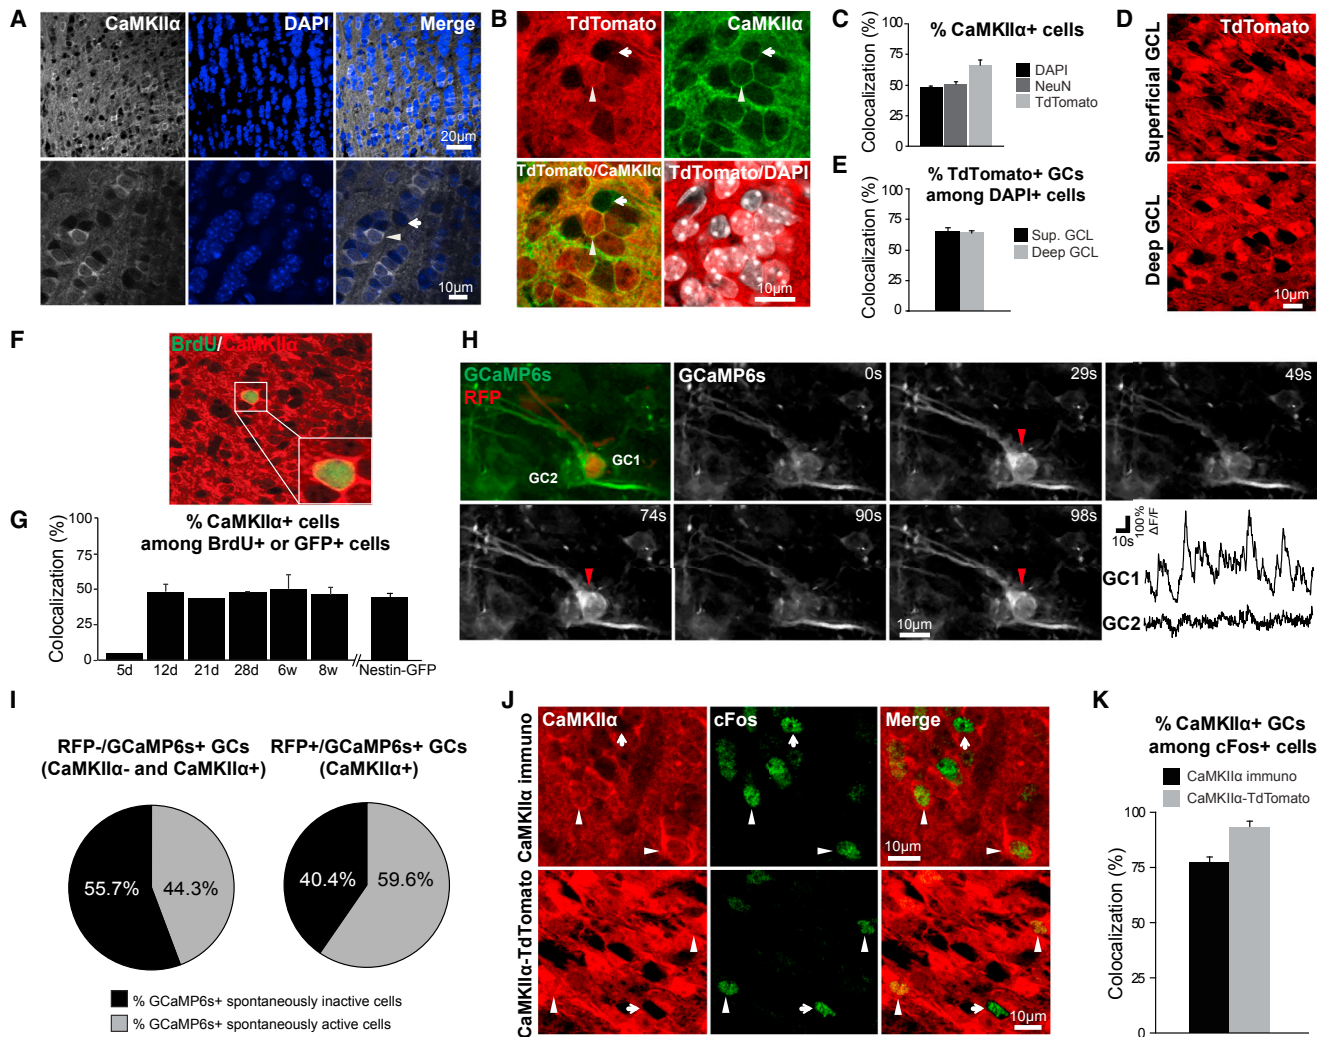 A
CaMKIIα
DAPI
Merge
20µm
10µm
B
TdTomato
CaMKIIα
TdTomato/CaMKIIα
TdTomato/DAPI
10µm
C
% CaMKIIα+ cells
Colocalization (%)
100
75
50
25
0
DAPI
NeuN
TdTomato
D
TdTomato
Superficial GCL
Deep GCL
10µm
E
% TdTomato+ GCs
among DAPI+ cells
Colocalization (%)
100
75
50
25
0
Sup. GCL
Deep GCL
F
BrdU/CaMKIIα
G
% CaMKIIα+ cells
among BrdU+ or GFP+ cells
Colocalization (%)
100
75
50
25
0
5d
12d
21d
28d
6w
8w
Nestin-GFP
H
GCaMP6s
RFP
GC1
GC2
GCaMP6s
0s
29s
49s
74s
90s
98s
10µm
100%
ΔF/F
10s
GC1
GC2
I
RFP-/GCaMP6s+ GCs
(CaMKIIα- and CaMKIIα+)
RFP+/GCaMP6s+ GCs
(CaMKIIα+)
55.7%
44.3%
40.4%
59.6%
% GCaMP6s+ spontaneously inactive cells
% GCaMP6s+ spontaneously active cells
J
CaMKIIα
cFos
Merge
CaMKIIα immuno
10µm
CaMKIIα-TdTomato
10µm
K
% CaMKIIα+ GCs
among cFos+ cells
CaMKIIα immuno
CaMKIIα-TdTomato
Colocalization (%)
100
75
50
25
0